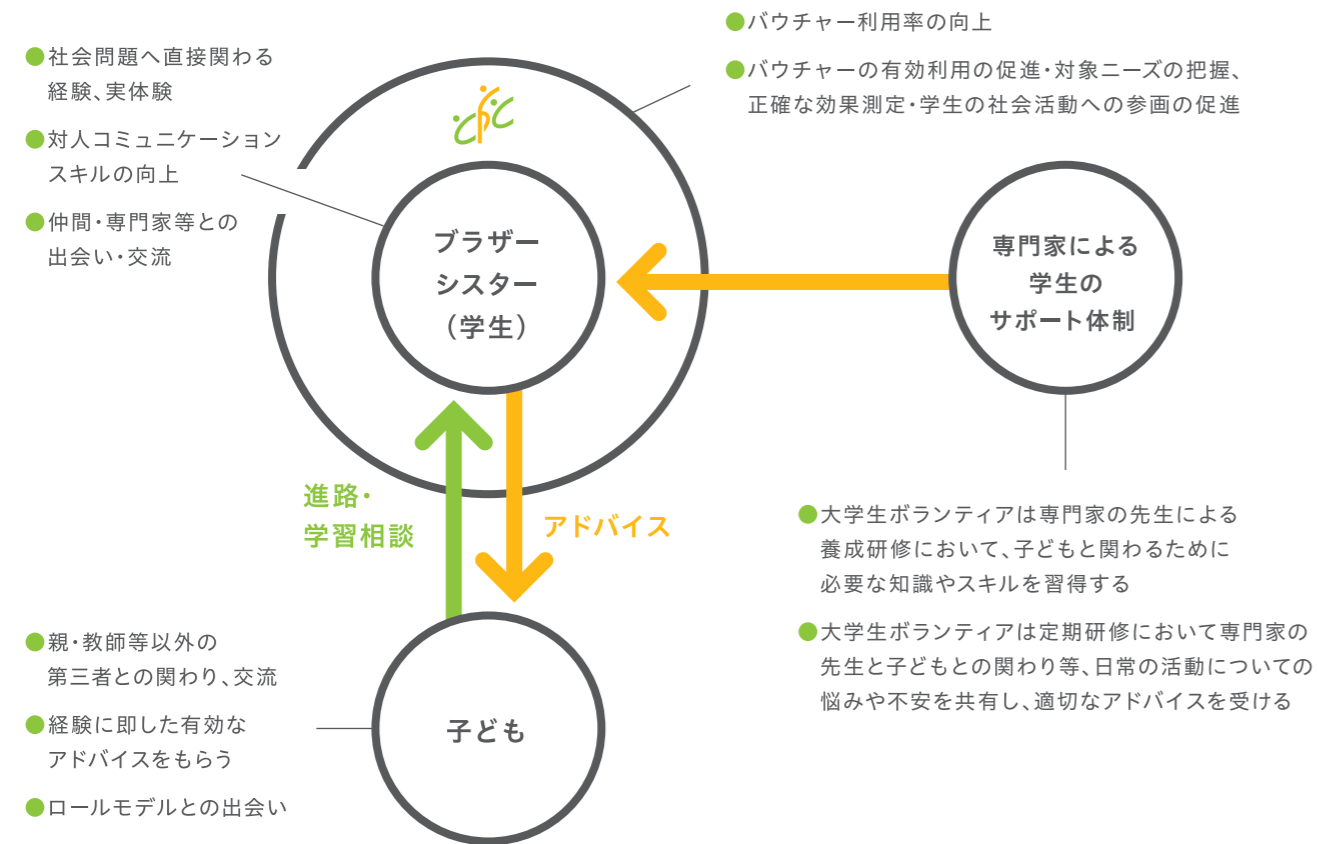 ●バウチャー利用率の向上
●バウチャーの有効利用の促進・対象ニーズの把握、
正確な効果測定・学生の社会活動への参画の促進
●社会問題へ直接関わる
経験、実体験
●対人コミュニケーション
スキルの向上
●仲間・専門家等との
出会い・交流
cfc
ブラザー
シスター
（学生）
専門家による
学生の
サポート体制
進路・
学習相談
アドバイス
●大学生ボランティアは専門家の先生による
養成研修において、子どもと関わるために
必要な知識やスキルを習得する
●大学生ボランティアは定期研修において専門家の
先生と子どもとの関わり等、日常の活動についての
悩みや不安を共有し、適切なアドバイスを受ける
●親・教師等以外の
第三者との関わり、交流
●経験に即した有効な
アドバイスをもらう
●ロールモデルとの出会い
子ども